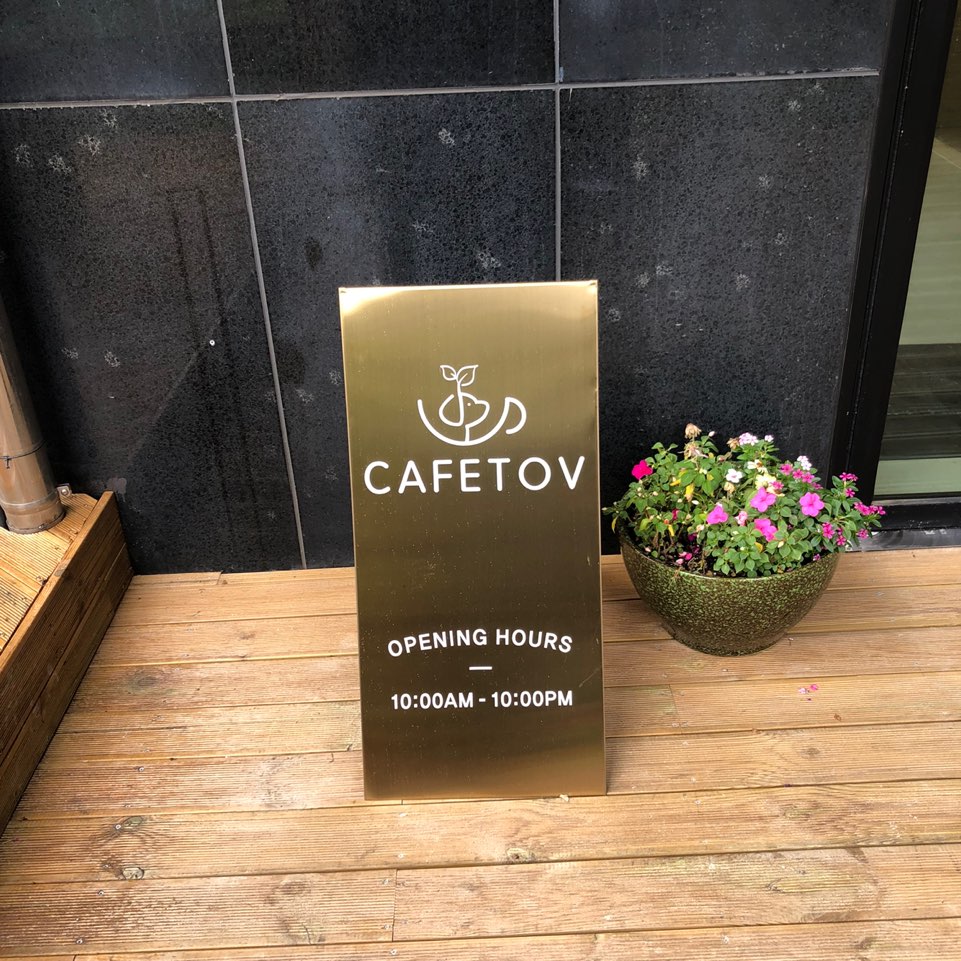 CAFETOV
OPENING HOURS
10:00AM - 10:00PM